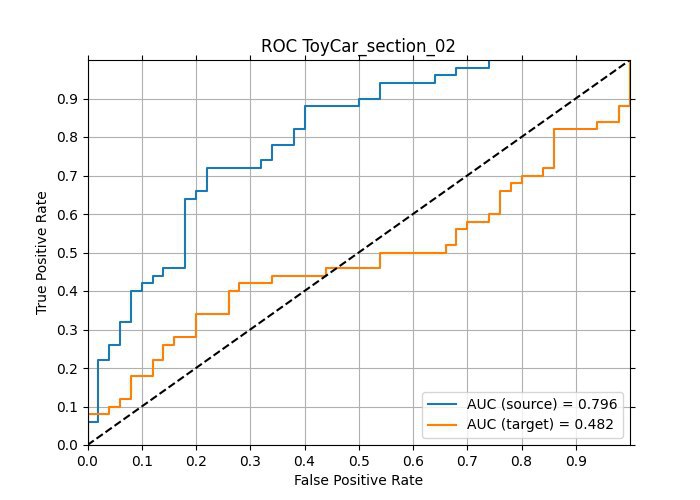 ROC ToyCar_section_02
True Positive Rate
0.9
0.8
0.7
0.6
0.5
0.4
0.3
0.2
0.1
0.0
AUC (source) = 0.796
AUC (target) = 0.482
0.0 0.1 0.2 0.3 0.4 0.5 0.6 0.7 0.8 0.9
False Positive Rate